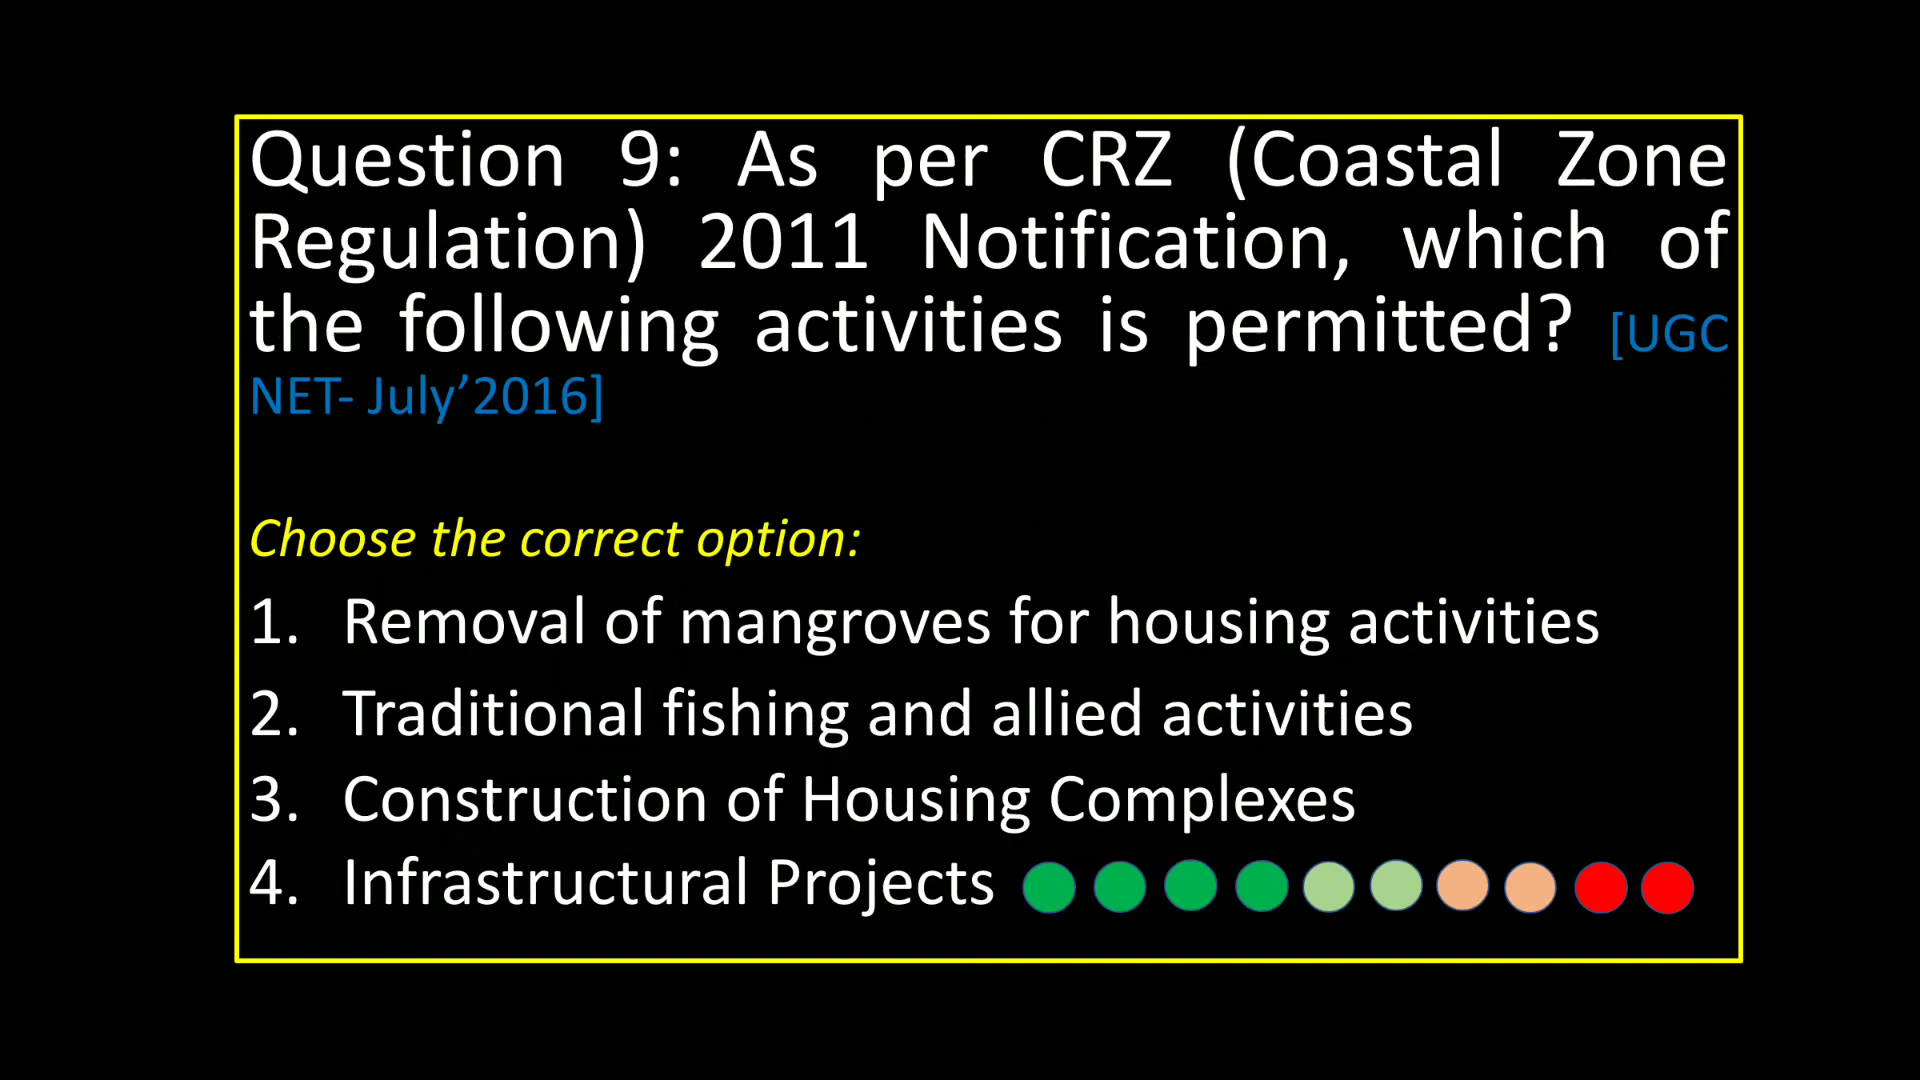 Question 9: As per CRZ (Coastal Zone
Regulation) 2011 Notification, which of
the following activities is permitted? [UGC
NET- July’2016]
Choose the correct option:
1. Removal of mangroves for housing activities
2. Traditional fishing and allied activities
3. Construction of Housing Complexes
4. Infrastructural Projects